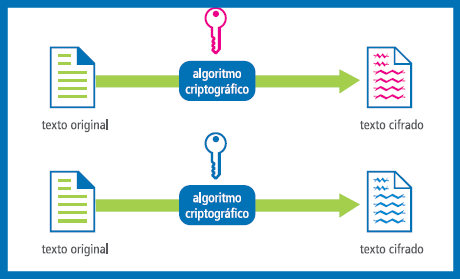 algoritmo
criptográfico
texto original
texto cifrado
algoritmo
criptográfico
texto original
texto cifrado